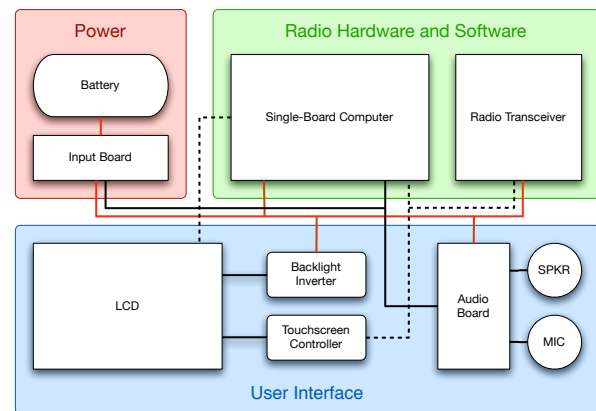 Power
Radio Hardware and Software
Battery
Single-Board Computer
Radio Transceiver
Input Board
LCD
Backlight
Inverter
Touchscreen
Controller
Audio
Board
SPKR
MIC
User Interface